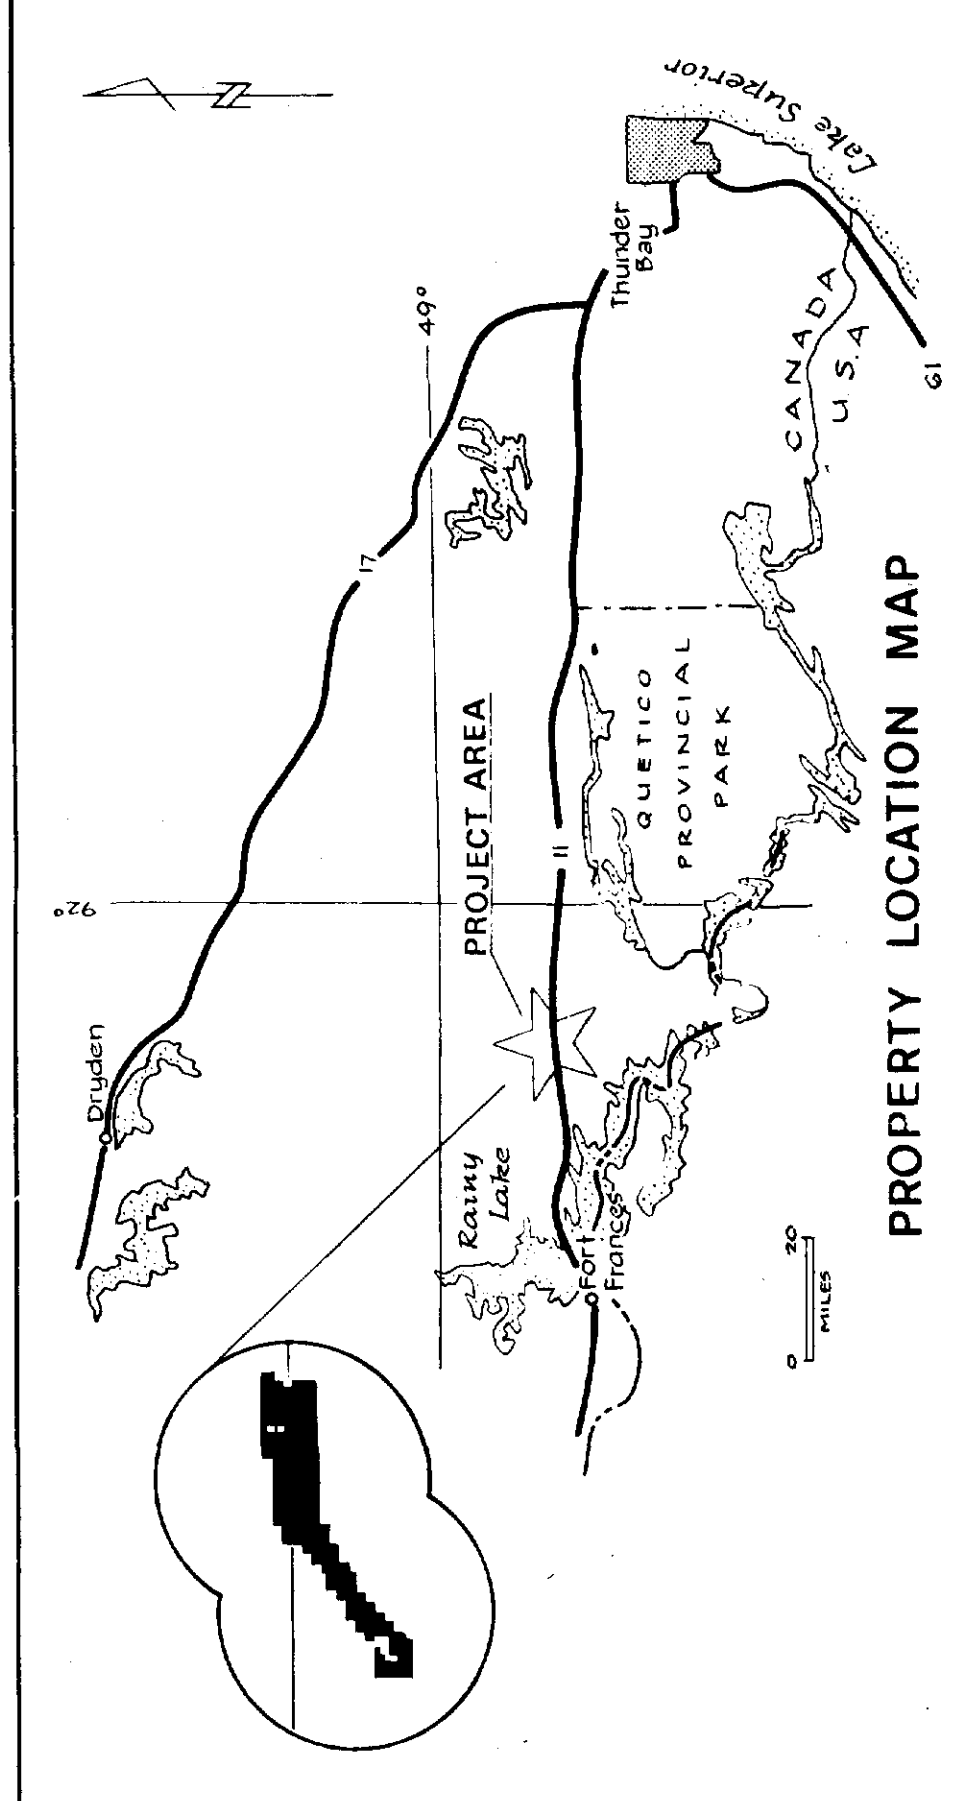 N
Lake Superior
Thunder
Bay
49°
17
CANADA
U.S.A
61
92°
Dryden
PROJECT AREA
11
QUETICO
PROVINCIAL
PARK
Rainy
Lake
Fort
Frances
0 20
MILES
PROPERTY LOCATION MAP